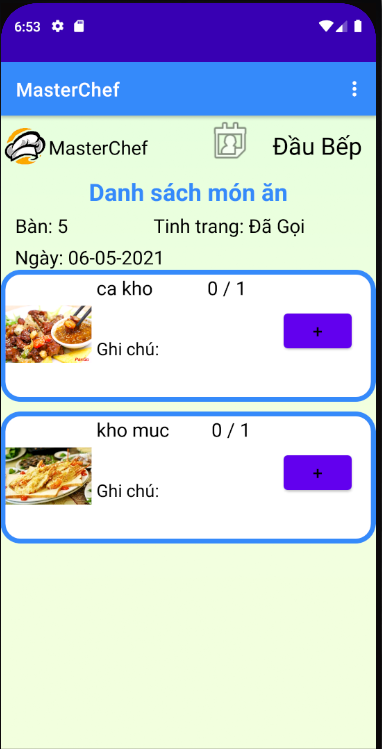 6:53
MasterChef
MasterChef Đầu Bếp
Danh sách món ăn
Bàn: 5 Tinh trang: Đã Gọi
Ngày: 06-05-2021
ca kho 0 / 1
+
Ghi chú:
kho muc 0 / 1
+
Ghi chú: